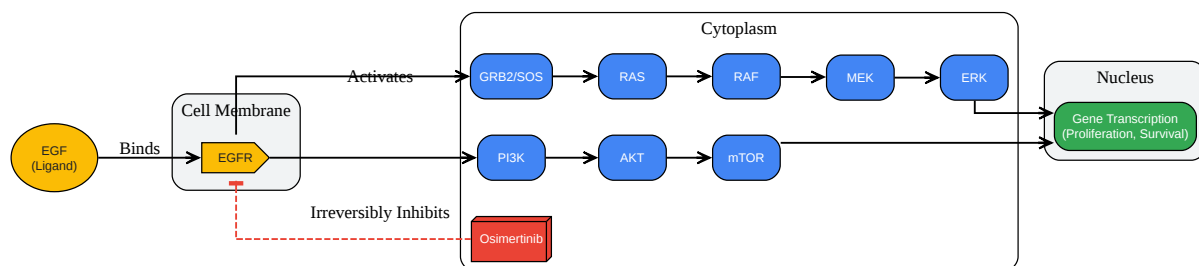 Cytoplasm
Activates
GRB2/SOS
RAS
RAF
MEK
ERK
Nucleus
Cell Membrane
Gene Transcription
(Proliferation, Survival)
EGF
(Ligand)
Binds
EGFR
PI3K
AKT
mTOR
Irreversibly Inhibits
Osimertinib